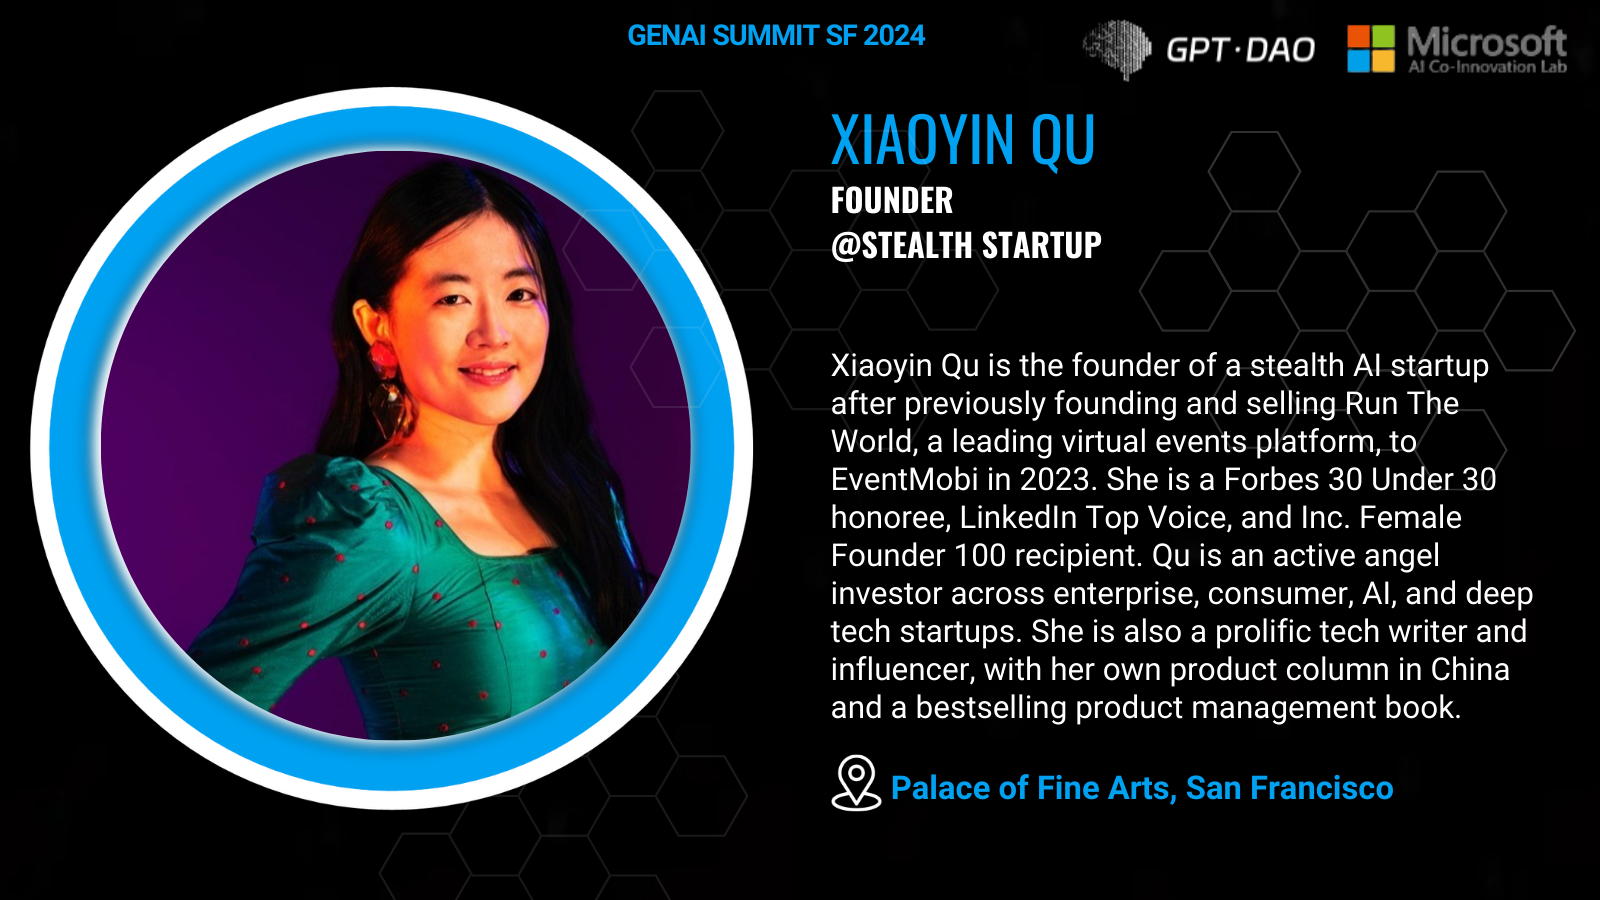 GENAI SUMMIT SF 2024
GPT·DAO
Microsoft
AI Co-Innovation Lab
XIAOYIN QU
FOUNDER
@STEALTH STARTUP
Xiaoyin Qu is the founder of a stealth AI startup
after previously founding and selling Run The
World, a leading virtual events platform, to
EventMobi in 2023. She is a Forbes 30 Under 30
honoree, LinkedIn Top Voice, and Inc. Female
Founder 100 recipient. Qu is an active angel
investor across enterprise, consumer, AI, and deep
tech startups. She is also a prolific tech writer and
influencer, with her own product column in China
and a bestselling product management book.
Palace of Fine Arts, San Francisco